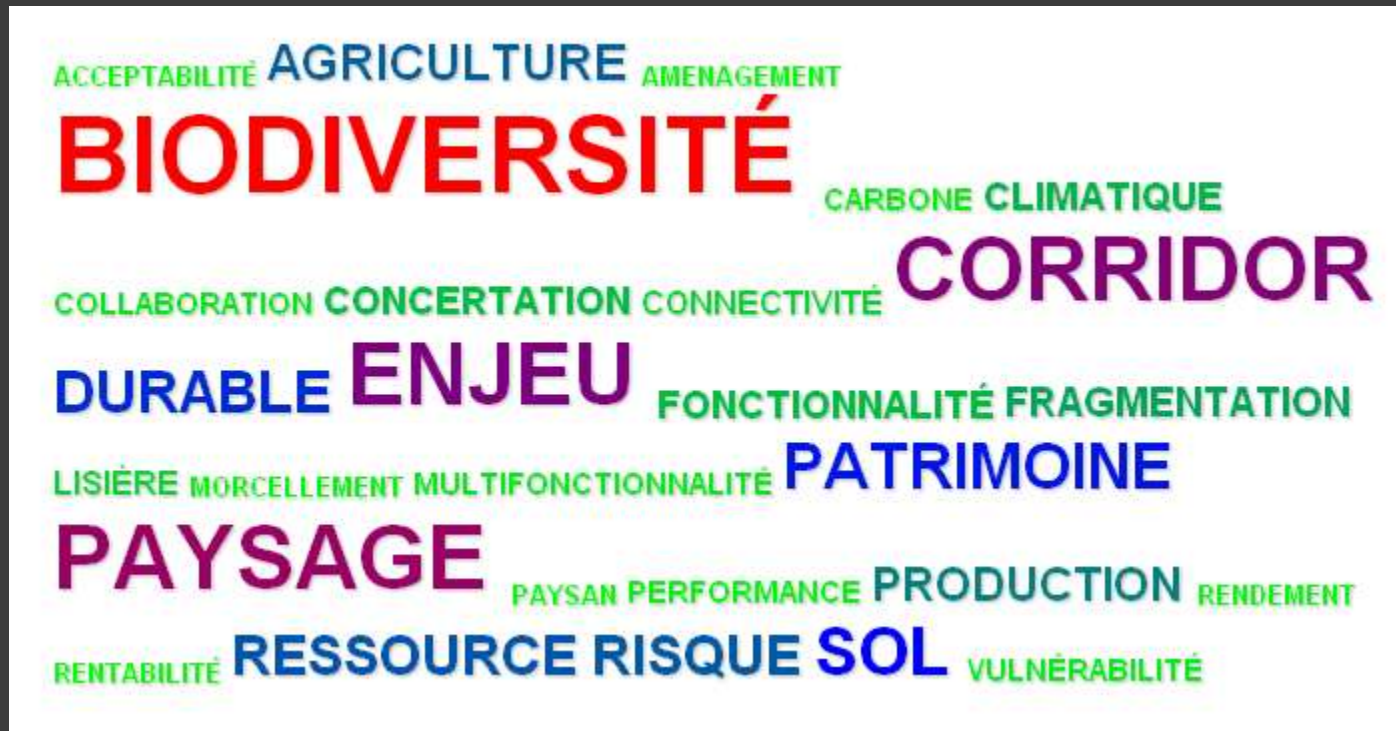 ACCEPTABILITÉ AGRICULTURE AMENAGEMENT
BIODIVERSITÉ CARBONE CLIMATIQUE
COLLABORATION CONCERTATION CONNECTIVITÉ CORRIDOR
DURABLE ENJEU FONCTIONNALITÉ FRAGMENTATION
LISIÈRE MORCELLEMENT MULTIFONCTIONNALITÉ PATRIMOINE
PAYSAGE PAYSAN PERFORMANCE PRODUCTION RENDEMENT
RENTABILITÉ RESSOURCE RISQUE SOL VULNÉRABILITÉ